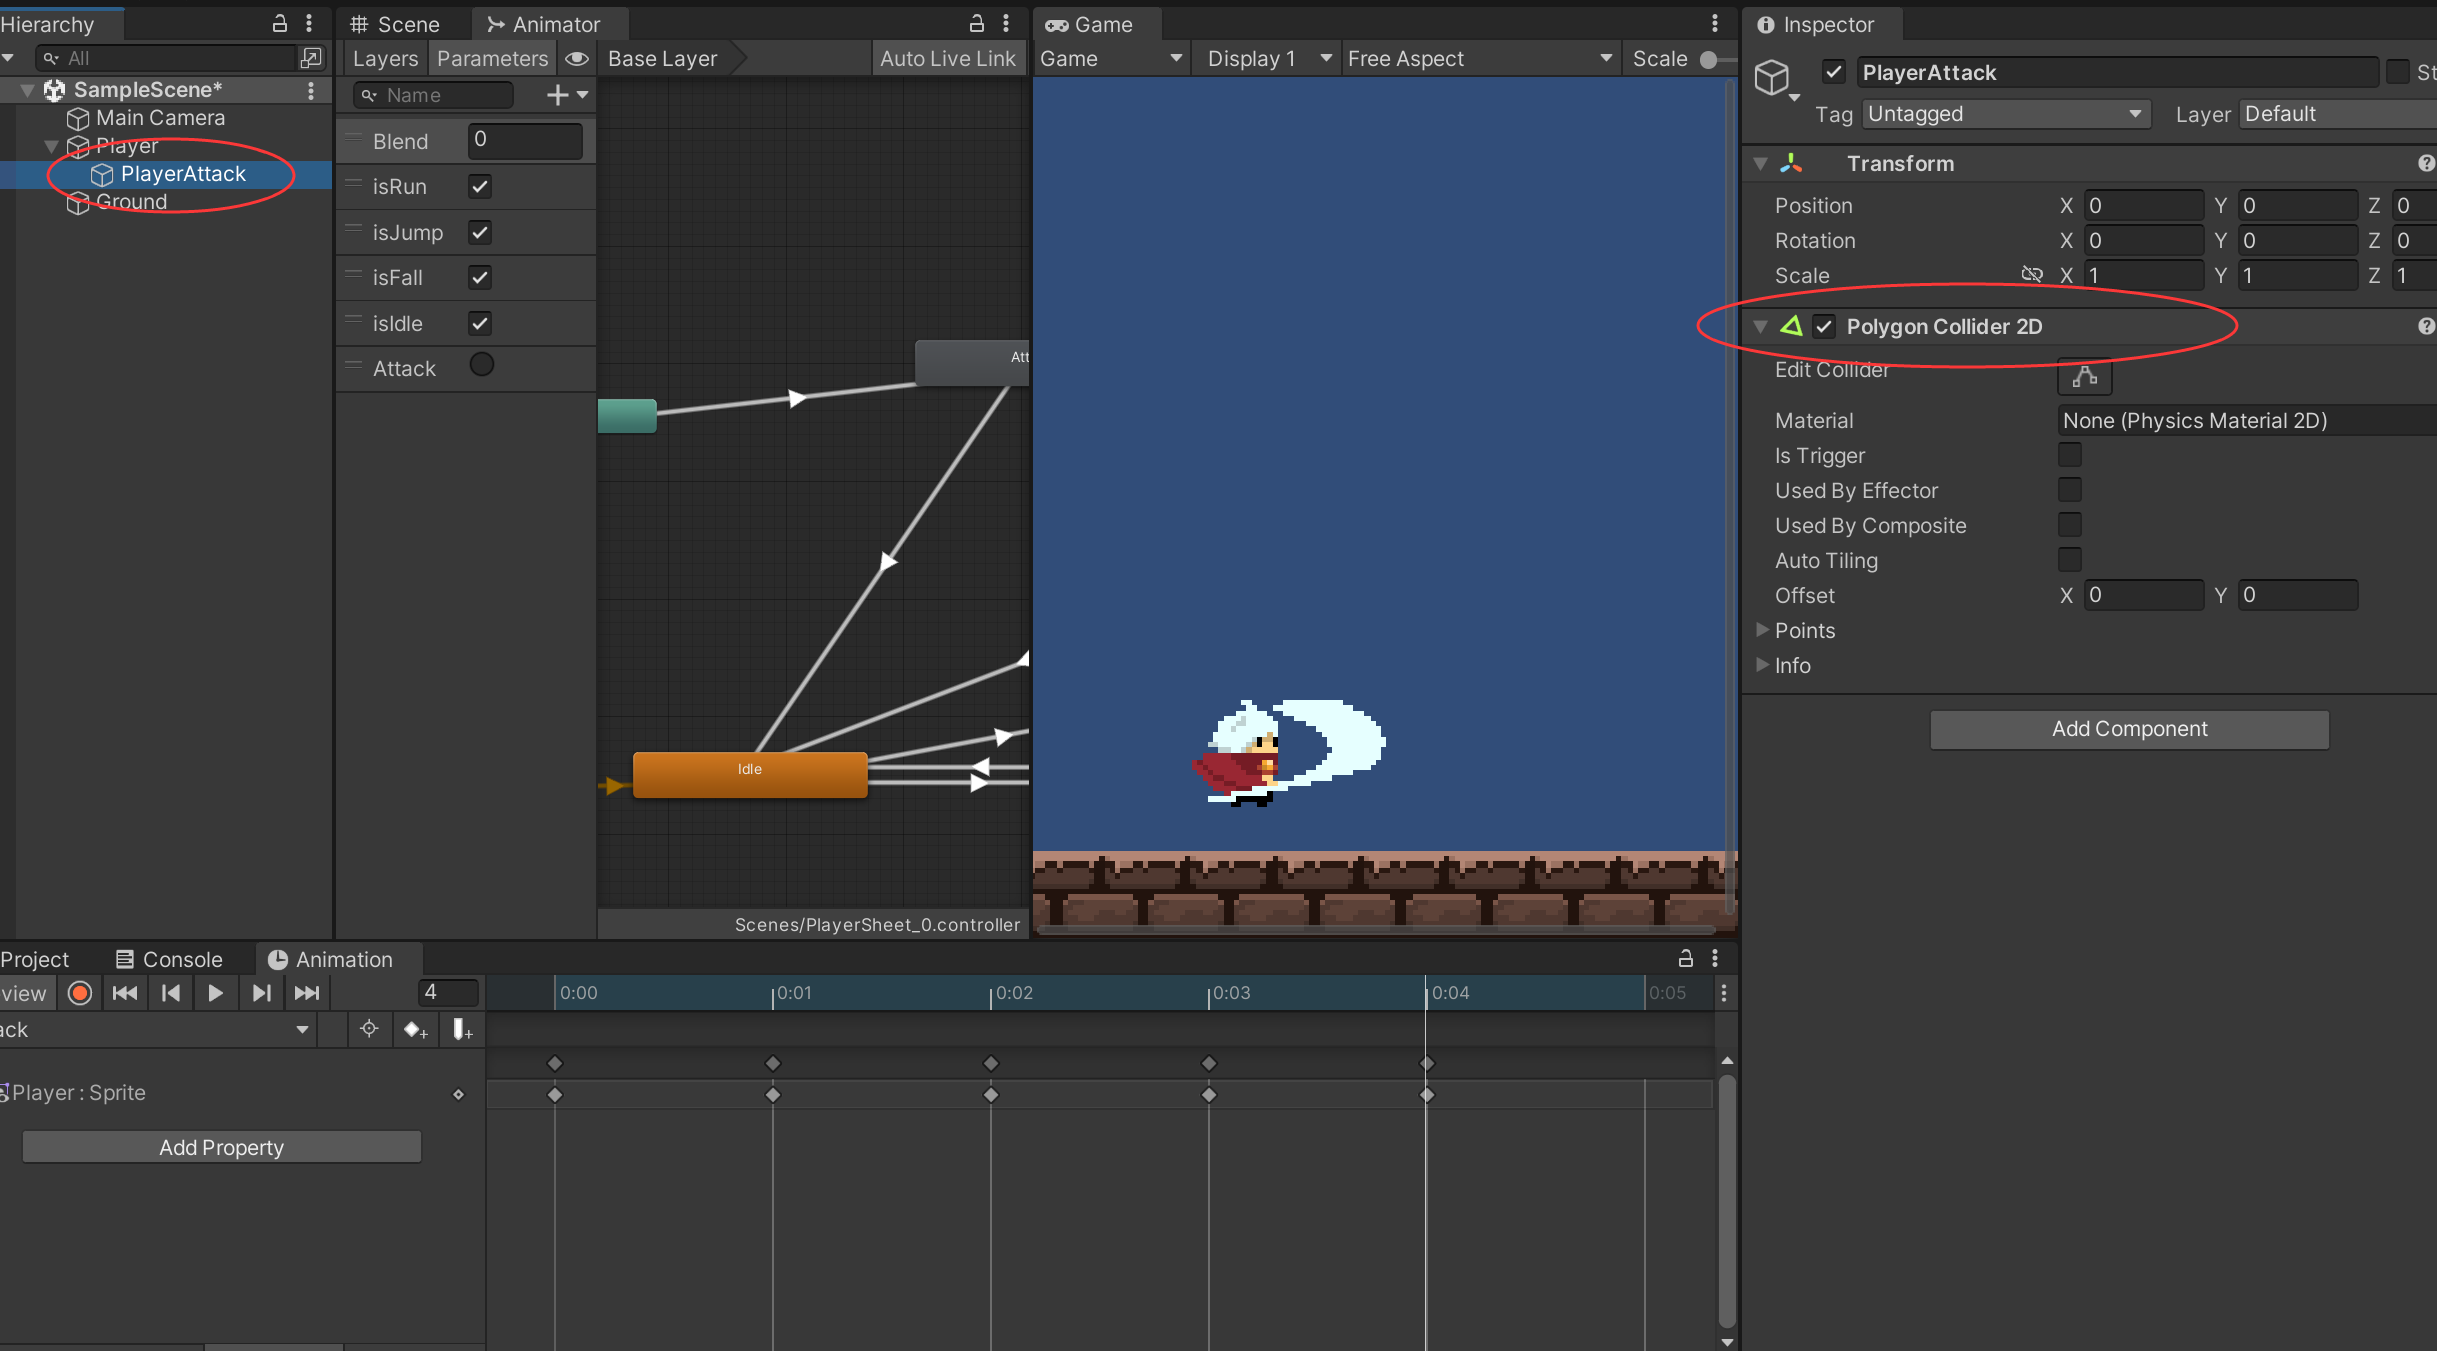 Hierarchy
All
SampleScene*
Main Camera
Player
PlayerAttack
Ground
Scene
Animator
Layers
Parameters
Base Layer
Auto Live Link
Name
Blend
0
isRun
isJump
isFall
isIdle
Attack
Att
Idle
Scenes/PlayerSheet_0.controller
Game
Game
Display 1
Free Aspect
Scale
Inspector
PlayerAttack
St
Tag
Untagged
Layer
Default
Transform
Position
X 0
Y 0
Z 0
Rotation
X 0
Y 0
Z 0
Scale
X 1
Y 1
Z 1
Polygon Collider 2D
Edit Collider
Material
None (Physics Material 2D)
Is Trigger
Used By Effector
Used By Composite
Auto Tiling
Offset
X 0
Y 0
Points
Info
Add Component
Project
Console
Animation
view
4
0:00
0:01
0:02
0:03
0:04
0:05
ack
Player : Sprite
Add Property